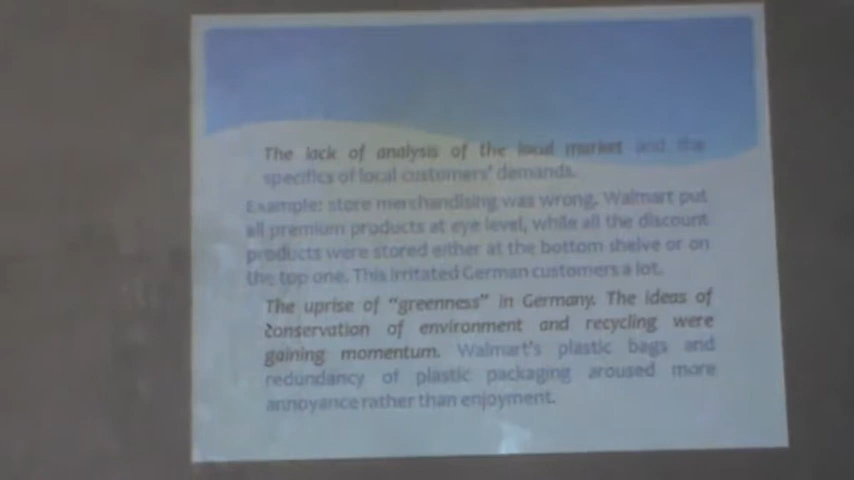 The lack of analysis of the local market and the
specifics of local customers' demands.
Example: store merchandising was wrong. Walmart put
all premium products at eye level, while all the discount
products were stored either at the bottom shelve or on
the top one. This irritated German customers a lot.
The uprise of "greenness" in Germany. The ideas of
conservation of environment and recycling were
gaining momentum. Walmart's plastic bags and
redundancy of plastic packaging aroused more
annoyance rather than enjoyment.